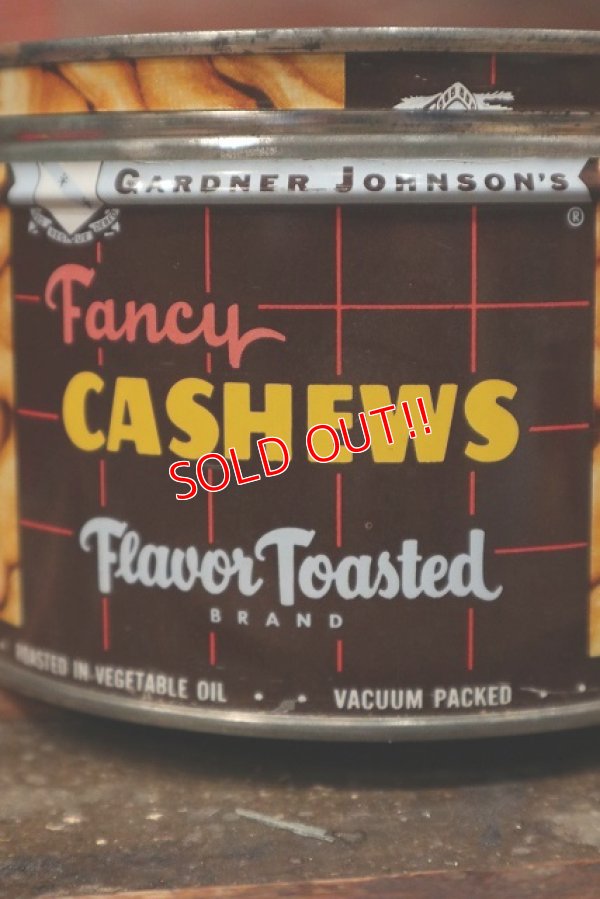 GARDNER JOHNSON'S
®
Fancy
CASHEWS
SOLD OUT!!
Flavor Toasted
BRAND
ROASTED IN VEGETABLE OIL • • VACUUM PACKED